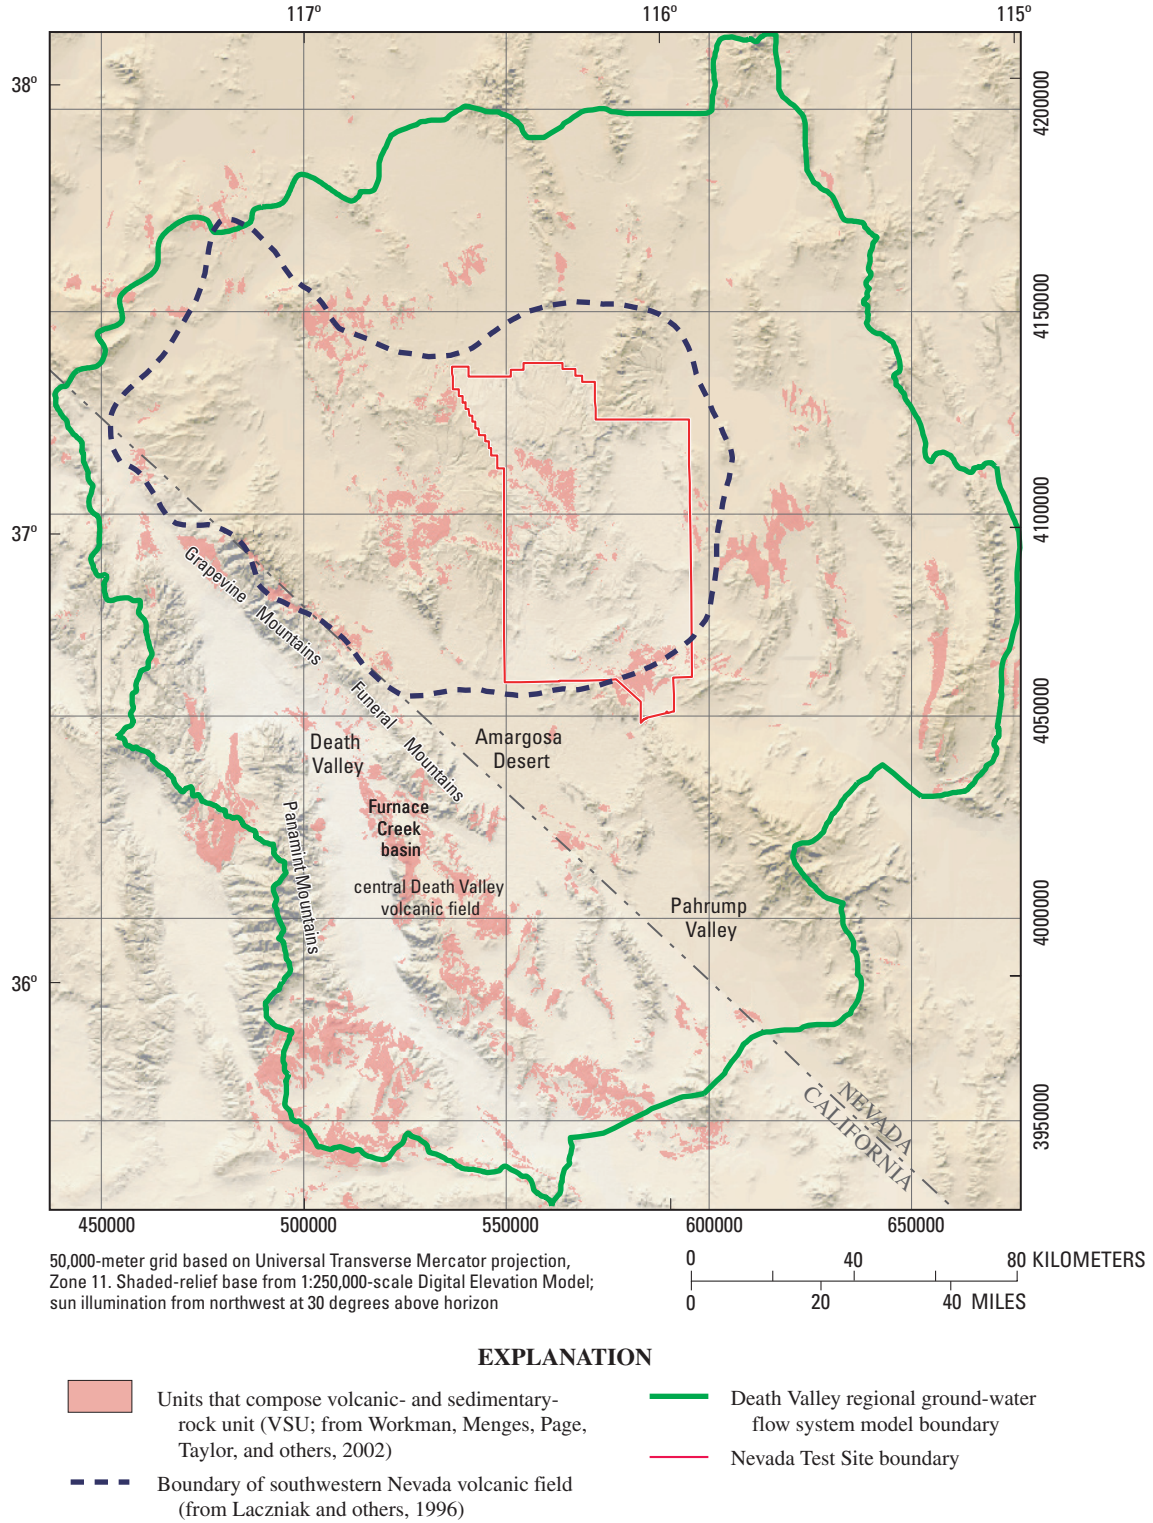 117°
116°
115°
38°
37°
36°
4200000
4150000
4100000
4050000
4000000
3950000
Grapevine Mountains
Funeral Mountains
Death
Valley
Amargosa
Desert
Panamint Mountains
Furnace
Creek
basin
central Death Valley
volcanic field
Pahrump
Valley
NEVADA
CALIFORNIA
450000
500000
550000
600000
650000
50,000-meter grid based on Universal Transverse Mercator projection,
Zone 11. Shaded-relief base from 1:250,000-scale Digital Elevation Model;
sun illumination from northwest at 30 degrees above horizon
0 40 80 KILOMETERS
0 20 40 MILES
EXPLANATION
Units that compose volcanic- and sedimentary-
rock unit (VSU; from Workman, Menges, Page,
Taylor, and others, 2002)
Boundary of southwestern Nevada volcanic field
(from Laczniak and others, 1996)
Death Valley regional ground-water
flow system model boundary
Nevada Test Site boundary